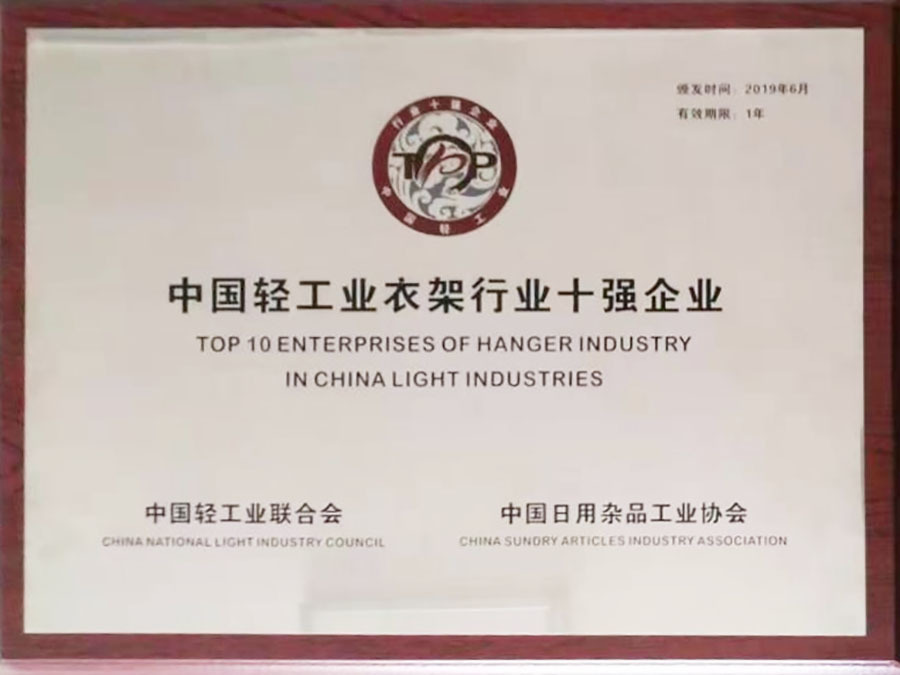 颁发时间：2019年6月
有效期限：1年
行业十强企业
TOP
中国轻工业
中国轻工业衣架行业十强企业
TOP 10 ENTERPRISES OF HANGER INDUSTRY
IN CHINA LIGHT INDUSTRIES
中国轻工业联合会
CHINA NATIONAL LIGHT INDUSTRY COUNCIL
中国日用杂品工业协会
CHINA SUNDRY ARTICLES INDUSTRY ASSOCIATION